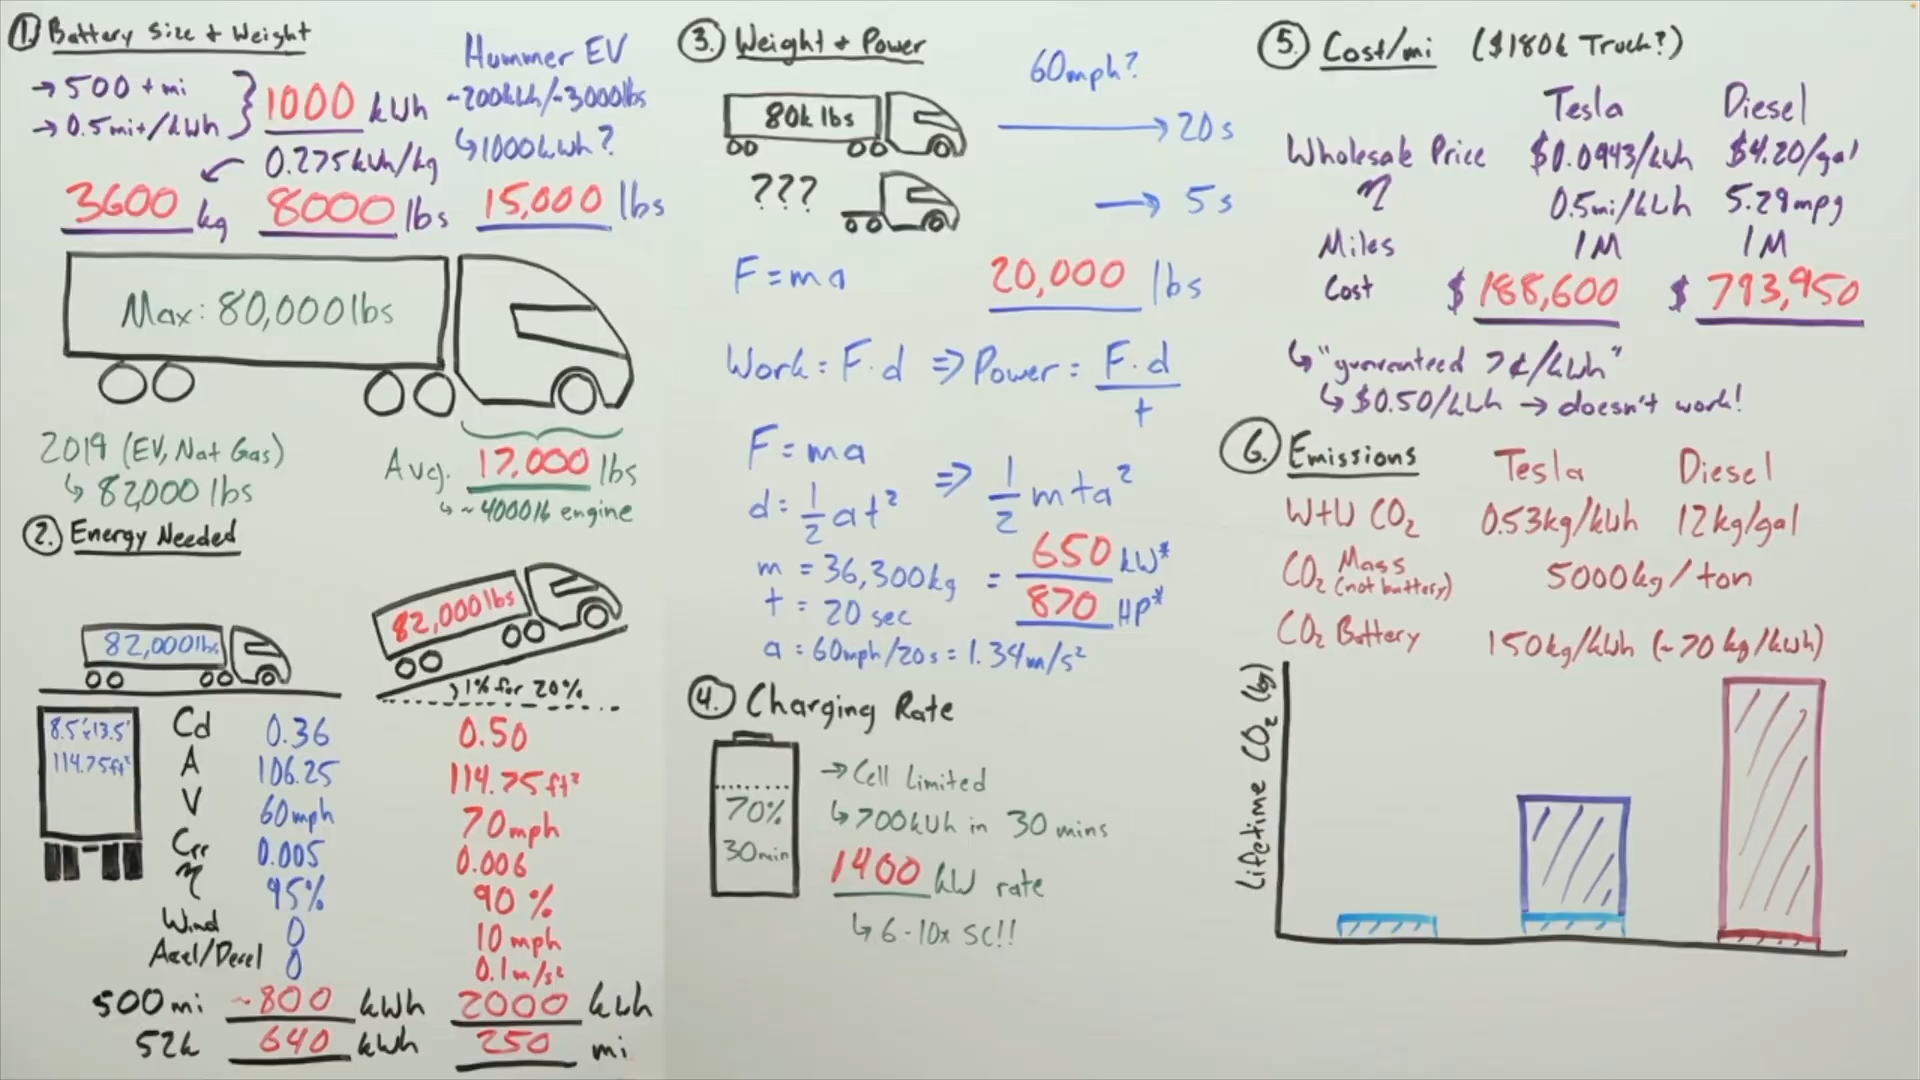 1. Battery Size + Weight
→ 500 + mi
→ 0.5mi+/kWh
1000 kWh
0.275kWh/kg
3600 kg
8000 lbs
Hummer EV
~200kWh/~3000lbs
↳1000kWh?
15,000 lbs
Max: 80,000lbs
2019 (EV, Nat Gas)
↳ 82,000 lbs
Avg. 17,000 lbs
↳ ~4000lb engine
2. Energy Needed
82,000lbs
82,000lbs
1% for 20%
8.5'x13.5'
114.75ft²
Cd 0.36 0.50
A 106.25 114.75ft²
V 60mph 70mph
Crr 0.005 0.006
η 95% 90%
Wind 0 10 mph
Accel/Decel 0 0.1m/s²
500mi ~800 kWh 2000 kWh
52k 640 kWh 250 mi
3. Weight + Power
60mph?
80k lbs → 20s
??? → 5s
F=ma 20,000 lbs
Work = F·d ⇒ Power = F·d / t
F=ma
d=1/2 at² ⇒ 1/2 mta²
m = 36,300kg
t = 20 sec
= 650 kW*
870 HP*
a = 60mph/20s = 1.34m/s²
4. Charging Rate
70%
30min
→ Cell Limited
↳ 700kWh in 30 mins
1400 kW rate
↳ 6-10x SC!!
5. Cost/mi ($180k Truck?)
Tesla Diesel
Wholesale Price $0.0943/kWh $4.20/gal
η 0.5mi/kWh 5.29mpg
Miles 1M 1M
Cost $188,600 $793,950
↳ "guaranteed 7¢/kWh"
↳ $0.50/kWh → doesn't work!
6. Emissions
Tesla Diesel
W+U CO₂ 0.53kg/kWh 12kg/gal
CO₂ Mass (not battery) 5000kg/ton
CO₂ Battery 150kg/kWh (~70kg/kWh)
Lifetime CO₂ (kg)